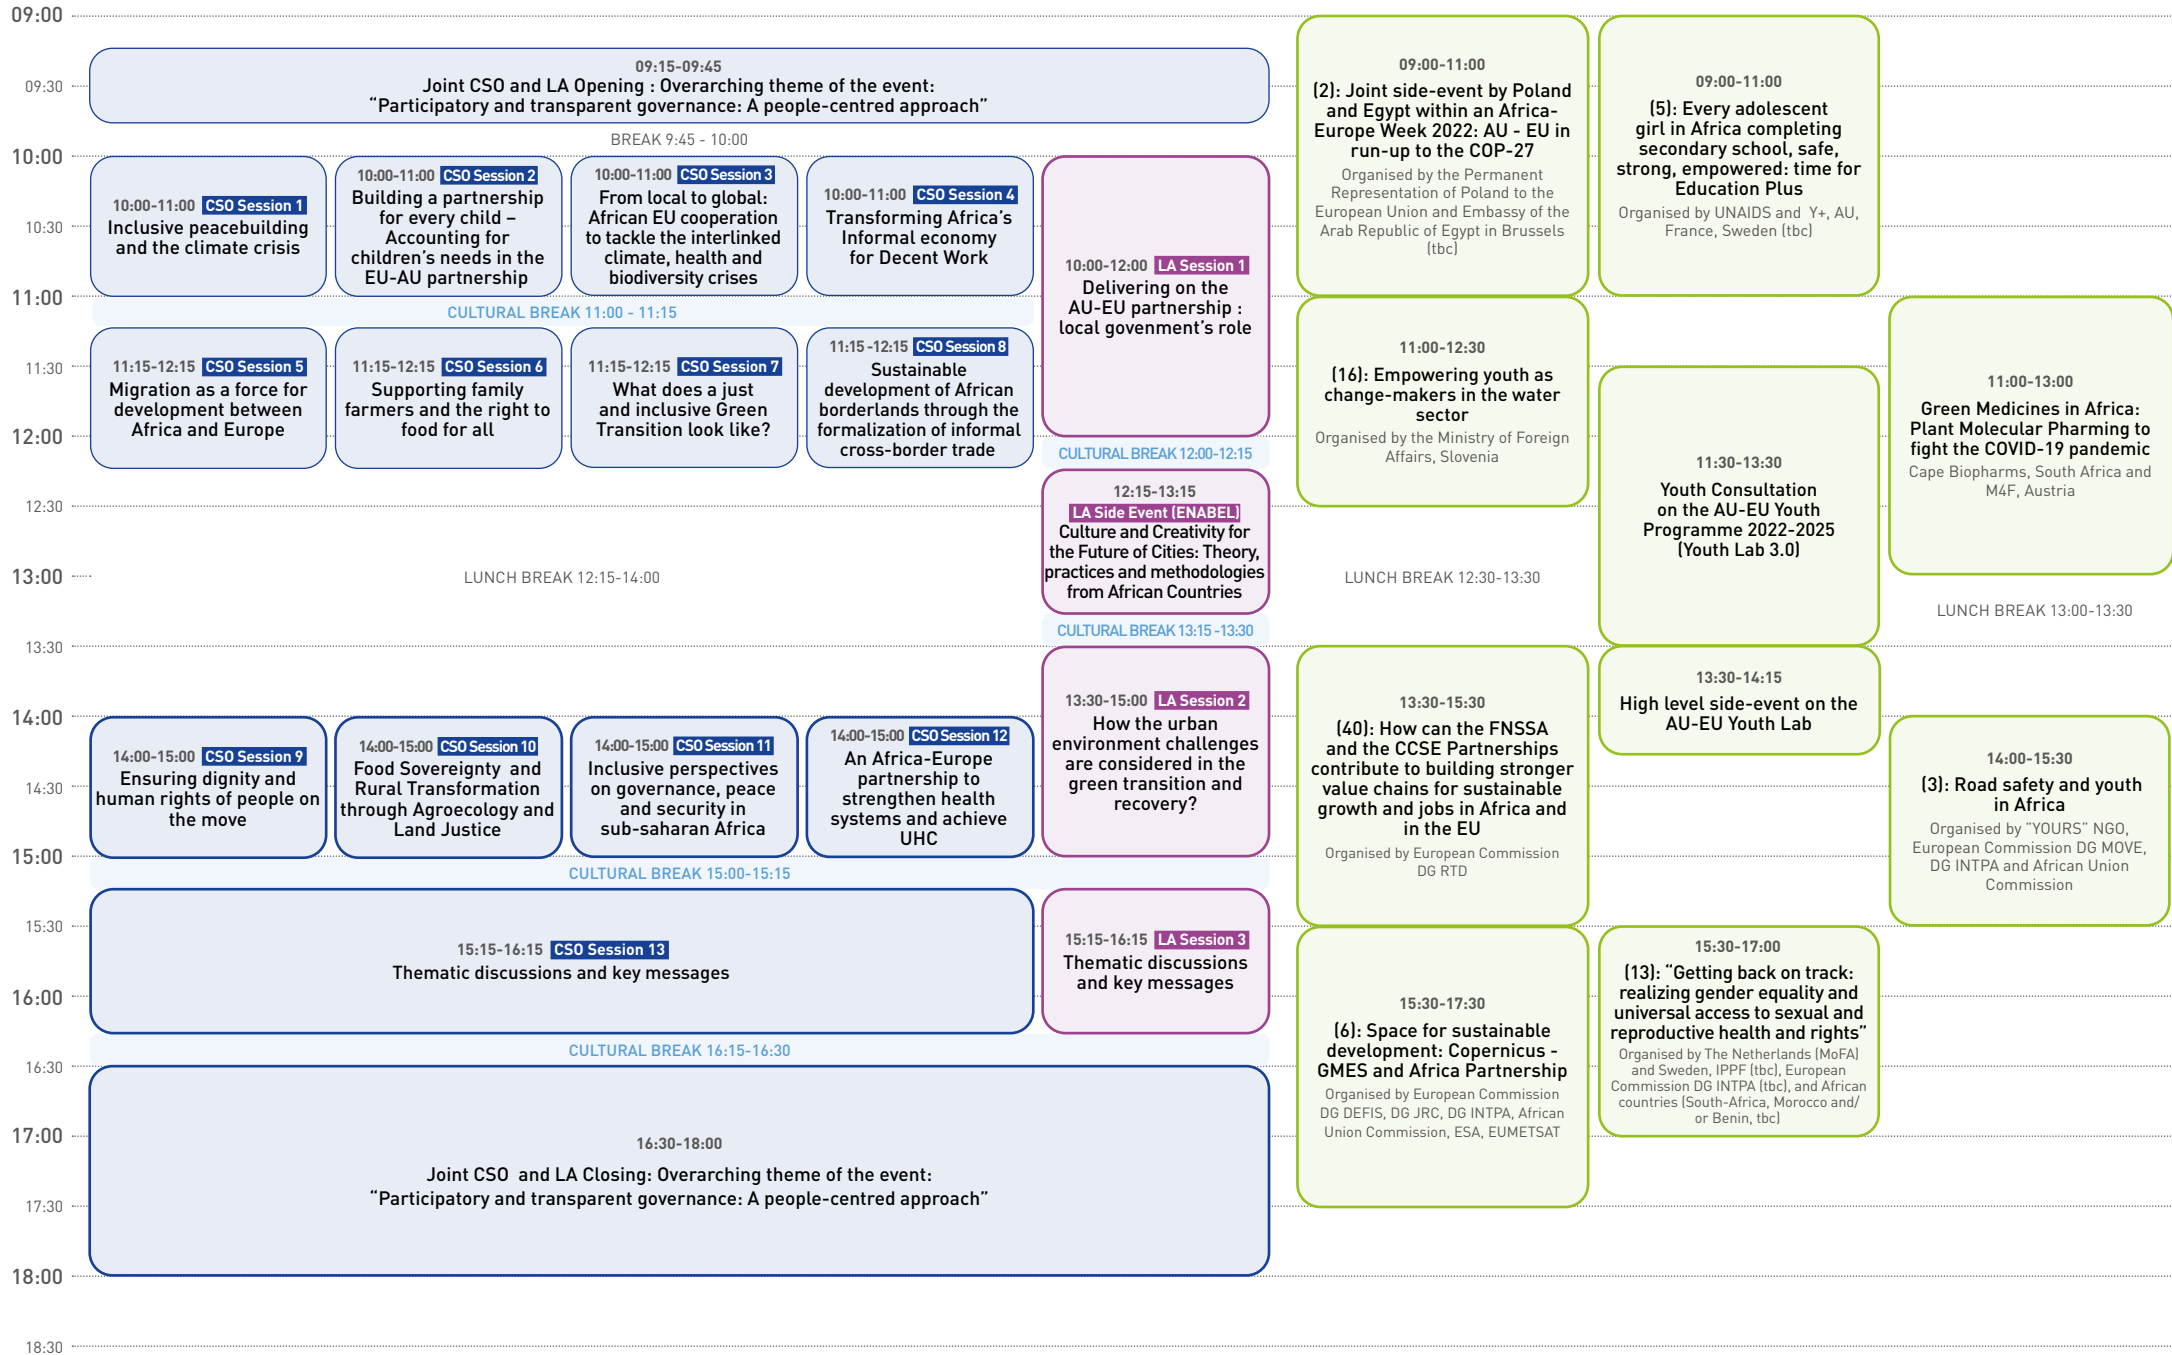 09:00
09:30
10:00
10:30
11:00
11:30
12:00
12:30
13:00
13:30
14:00
14:30
15:00
15:30
16:00
16:30
17:00
17:30
18:00
18:30
09:15-09:45
Joint CSO and LA Opening : Overarching theme of the event:
“Participatory and transparent governance: A people-centred approach”
BREAK 9:45 - 10:00
10:00-11:00 CSO Session 1
Inclusive peacebuilding
and the climate crisis
10:00-11:00 CSO Session 2
Building a partnership
for every child –
Accounting for
children’s needs in the
EU-AU partnership
10:00-11:00 CSO Session 3
From local to global:
African EU cooperation
to tackle the interlinked
climate, health and
biodiversity crises
10:00-11:00 CSO Session 4
Transforming Africa’s
Informal economy
for Decent Work
CULTURAL BREAK 11:00 - 11:15
11:15-12:15 CSO Session 5
Migration as a force for
development between
Africa and Europe
11:15-12:15 CSO Session 6
Supporting family
farmers and the right to
food for all
11:15-12:15 CSO Session 7
What does a just
and inclusive Green
Transition look like?
11:15 -12:15 CSO Session 8
Sustainable
development of African
borderlands through the
formalization of informal
cross-border trade
LUNCH BREAK 12:15-14:00
14:00-15:00 CSO Session 9
Ensuring dignity and
human rights of people on
the move
14:00-15:00 CSO Session 10
Food Sovereignty and
Rural Transformation
through Agroecology and
Land Justice
14:00-15:00 CSO Session 11
Inclusive perspectives
on governance, peace
and security in
sub-saharan Africa
14:00-15:00 CSO Session 12
An Africa-Europe
partnership to
strengthen health
systems and achieve
UHC
CULTURAL BREAK 15:00-15:15
15:15-16:15 CSO Session 13
Thematic discussions and key messages
CULTURAL BREAK 16:15-16:30
16:30-18:00
Joint CSO and LA Closing: Overarching theme of the event:
“Participatory and transparent governance: A people-centred approach”
10:00-12:00 LA Session 1
Delivering on the
AU-EU partnership :
local govenment’s role
CULTURAL BREAK 12:00-12:15
12:15-13:15
LA Side Event (ENABEL)
Culture and Creativity for
the Future of Cities: Theory,
practices and methodologies
from African Countries
CULTURAL BREAK 13:15 -13:30
13:30-15:00 LA Session 2
How the urban
environment challenges
are considered in the
green transition and
recovery?
15:15-16:15 LA Session 3
Thematic discussions
and key messages
09:00-11:00
(2): Joint side-event by Poland
and Egypt within an Africa-
Europe Week 2022: AU - EU in
run-up to the COP-27
Organised by the Permanent
Representation of Poland to the
European Union and Embassy of the
Arab Republic of Egypt in Brussels
(tbc)
11:00-12:30
(16): Empowering youth as
change-makers in the water
sector
Organised by the Ministry of Foreign
Affairs, Slovenia
LUNCH BREAK 12:30-13:30
13:30-15:30
(40): How can the FNSSA
and the CCSE Partnerships
contribute to building stronger
value chains for sustainable
growth and jobs in Africa and
in the EU
Organised by European Commission
DG RTD
15:30-17:30
(6): Space for sustainable
development: Copernicus -
GMES and Africa Partnership
Organised by European Commission
DG DEFIS, DG JRC, DG INTPA, African
Union Commission, ESA, EUMETSAT
09:00-11:00
(5): Every adolescent
girl in Africa completing
secondary school, safe,
strong, empowered: time for
Education Plus
Organised by UNAIDS and Y+, AU,
France, Sweden (tbc)
11:30-13:30
Youth Consultation
on the AU-EU Youth
Programme 2022-2025
(Youth Lab 3.0)
13:30-14:15
High level side-event on the
AU-EU Youth Lab
15:30-17:00
(13): “Getting back on track:
realizing gender equality and
universal access to sexual and
reproductive health and rights”
Organised by The Netherlands (MoFA)
and Sweden, IPPF (tbc), European
Commission DG INTPA (tbc), and African
countries (South-Africa, Morocco and/
or Benin, tbc)
11:00-13:00
Green Medicines in Africa:
Plant Molecular Pharming to
fight the COVID-19 pandemic
Cape Biopharms, South Africa and
M4F, Austria
LUNCH BREAK 13:00-13:30
14:00-15:30
(3): Road safety and youth
in Africa
Organised by ”YOURS” NGO,
European Commission DG MOVE,
DG INTPA and African Union
Commission